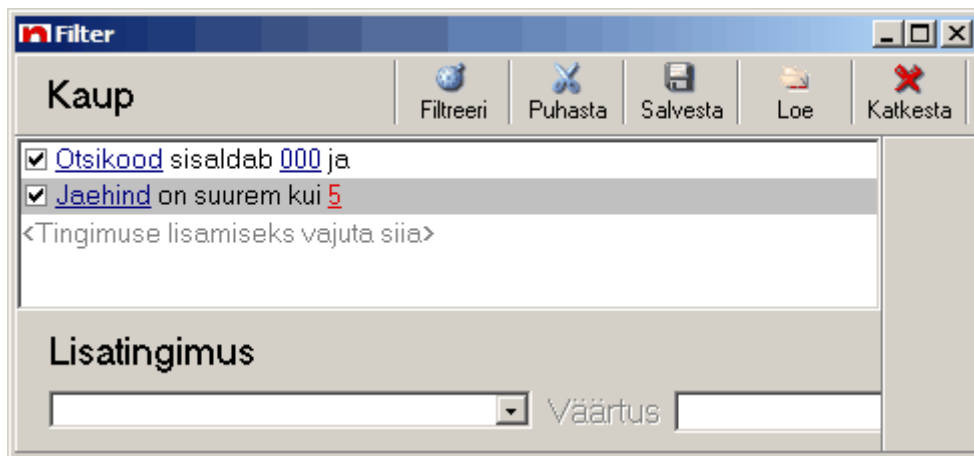 Filter
Kaup
Filtreeri Puhasta Salvesta Loe Katkesta
Otsikood sisaldab 000 ja
Jaehind on suurem kui 5
<Tingimuse lisamiseks vajuta siia>
Lisatingimus
Väärtus